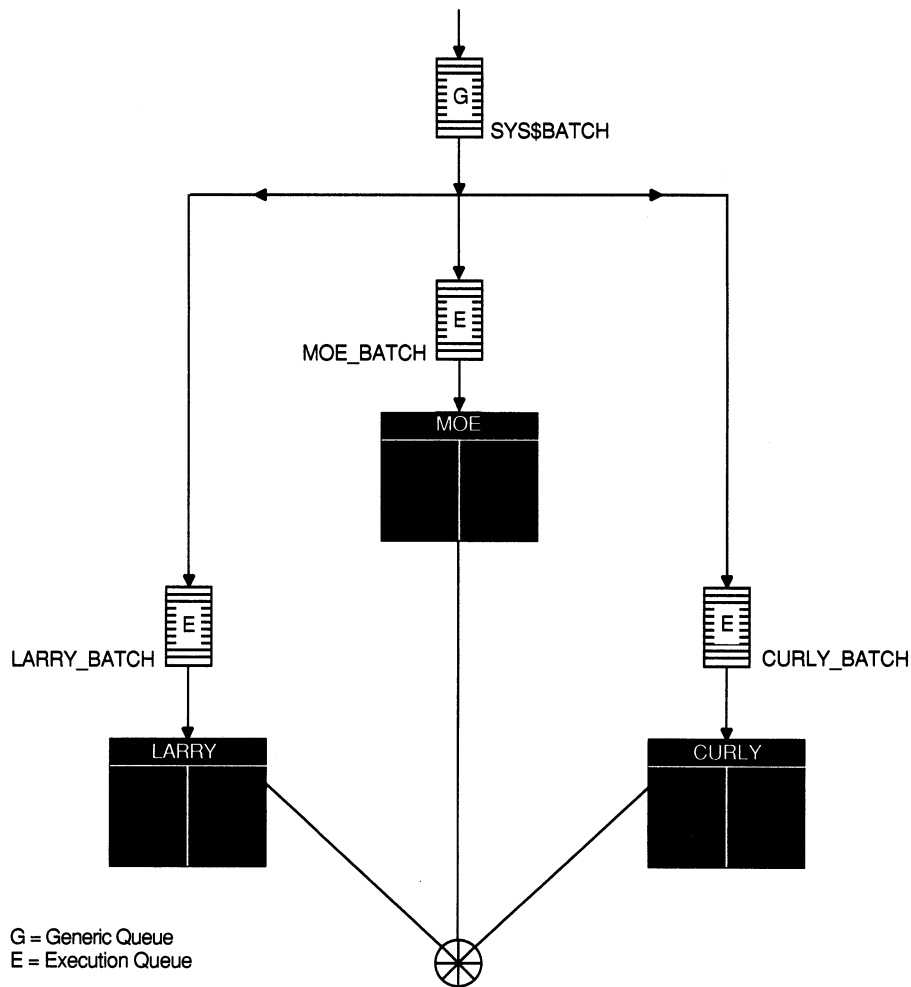 G
SYS$BATCH
E
MOE_BATCH
MOE
E
LARRY_BATCH
E
CURLY_BATCH
LARRY
CURLY
G = Generic Queue
E = Execution Queue